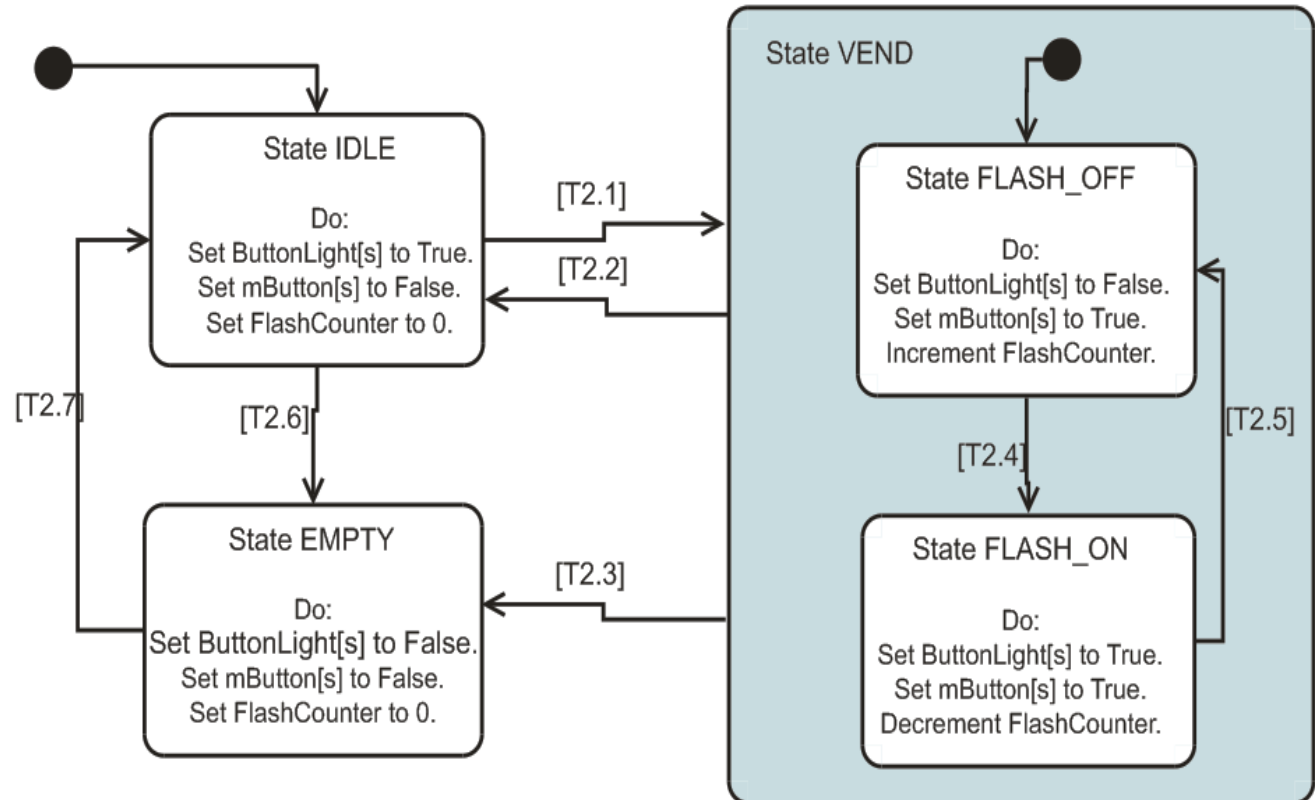 State IDLE
Do:
Set ButtonLight[s] to True.
Set mButton[s] to False.
Set FlashCounter to 0.
[T2.1]
[T2.2]
[T2.7]
[T2.6]
State EMPTY
Do:
Set ButtonLight[s] to False.
Set mButton[s] to False.
Set FlashCounter to 0.
[T2.3]
State VEND
State FLASH_OFF
Do:
Set ButtonLight[s] to False.
Set mButton[s] to True.
Increment FlashCounter.
[T2.4]
[T2.5]
State FLASH_ON
Do:
Set ButtonLight[s] to True.
Set mButton[s] to True.
Decrement FlashCounter.